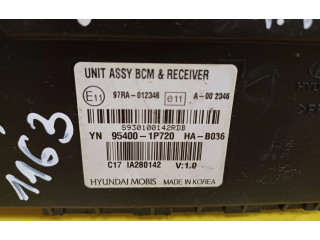 UNIT ASSY BCM & RECEIVER
E11 97RA-012346 e11 A-00 2346
S930100142RDB
YN 95400-1P720 HA-B036
C17 IA280142 V:1.0
HYUNDAI MOBIS MADE IN KOREA
1163